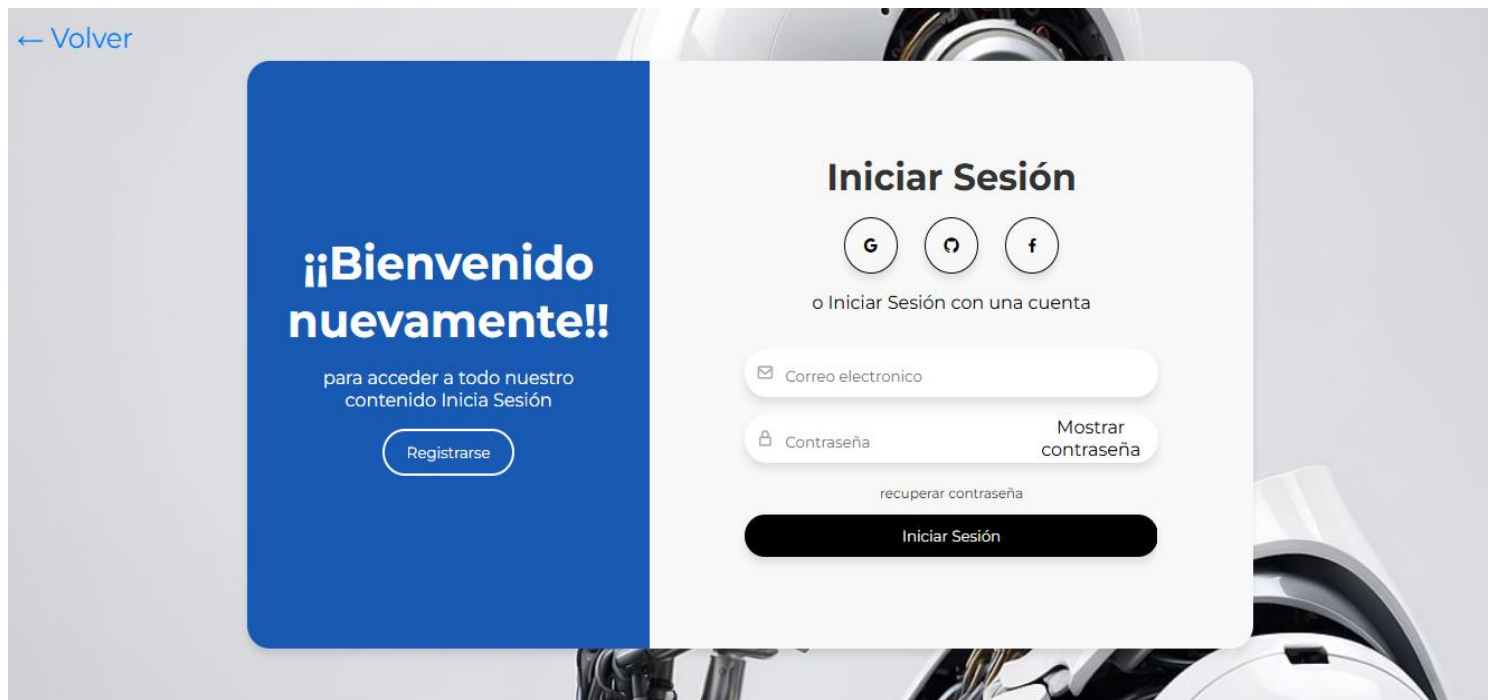 ← Volver
¡¡Bienvenido
nuevamente!!
para acceder a todo nuestro
contenido Inicia Sesión
Registrarse
Iniciar Sesión
o Iniciar Sesión con una cuenta
Correo electronico
Contraseña
Mostrar
contraseña
recuperar contraseña
Iniciar Sesión